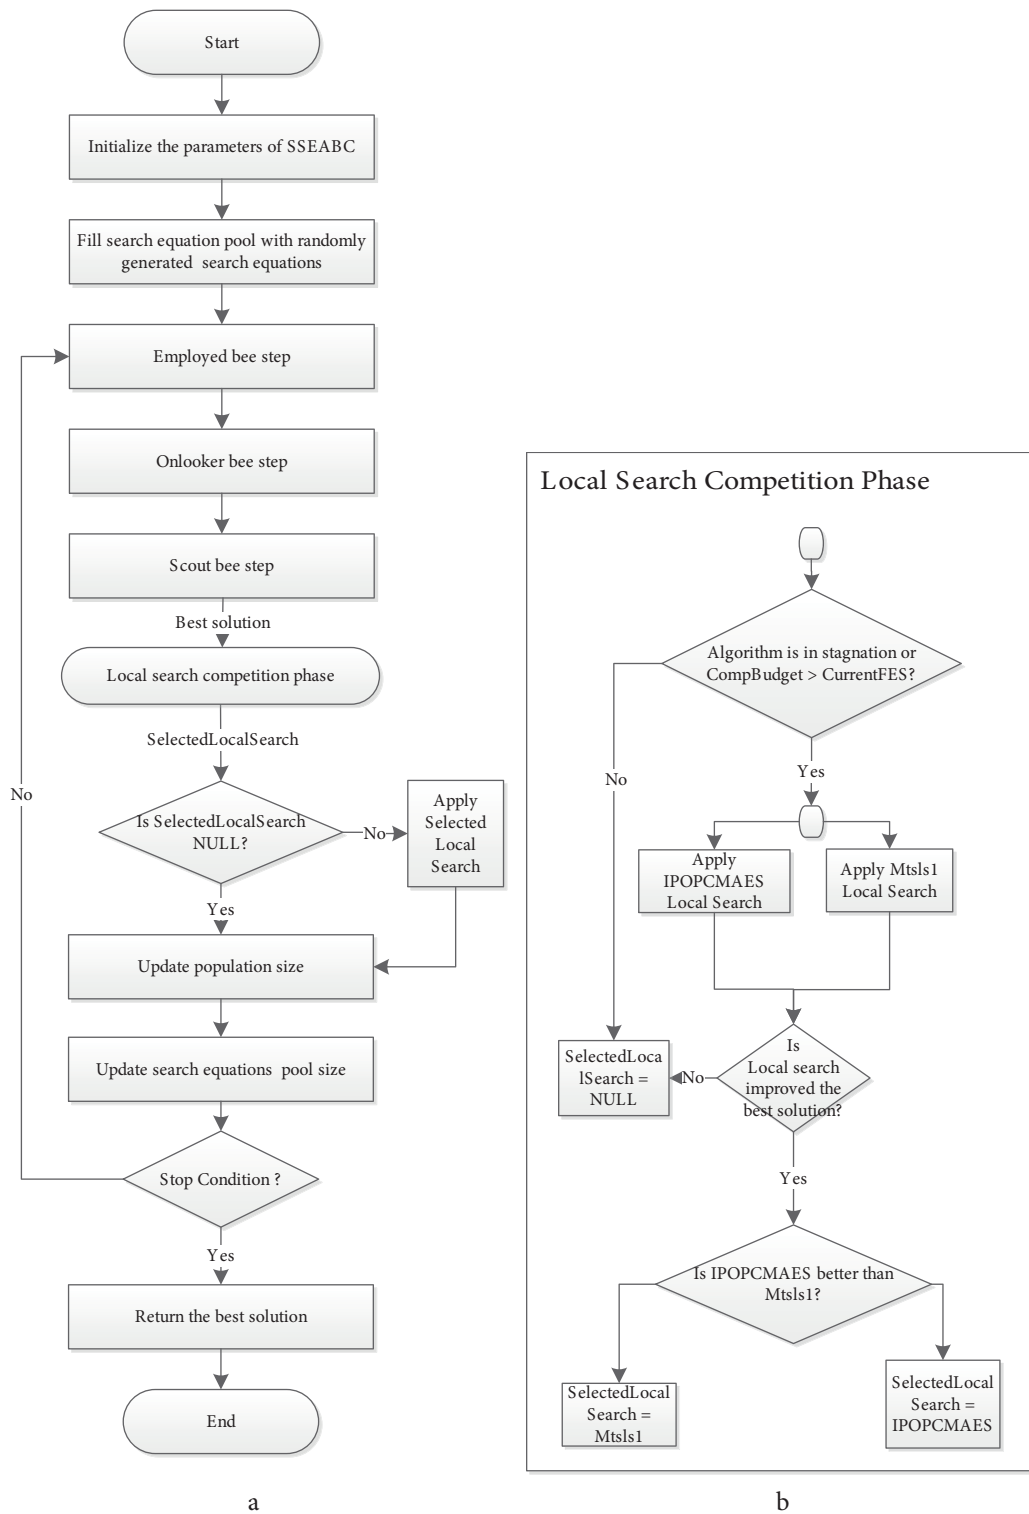 Start
Initialize the parameters of SSEABC
Fill search equation pool with randomly
generated search equations
Employed bee step
Onlooker bee step
Scout bee step
Best solution
Local search competition phase
SelectedLocalSearch
Is SelectedLocalSearch
NULL?
No
Apply
Selected
Local
Search
Yes
Update population size
Update search equations pool size
Stop Condition ?
No
Yes
Return the best solution
End
a
Local Search Competition Phase
Algorithm is in stagnation or
CompBudget > CurrentFES?
No
Yes
Apply
IPOPCMAES
Local Search
Apply Mtsls1
Local Search
Is
Local search
improved the
best solution?
No
SelectedLoca
lSearch =
NULL
Yes
Is IPOPCMAES better than
Mtsls1?
SelectedLocal
Search =
Mtsls1
SelectedLocal
Search =
IPOPCMAES
b